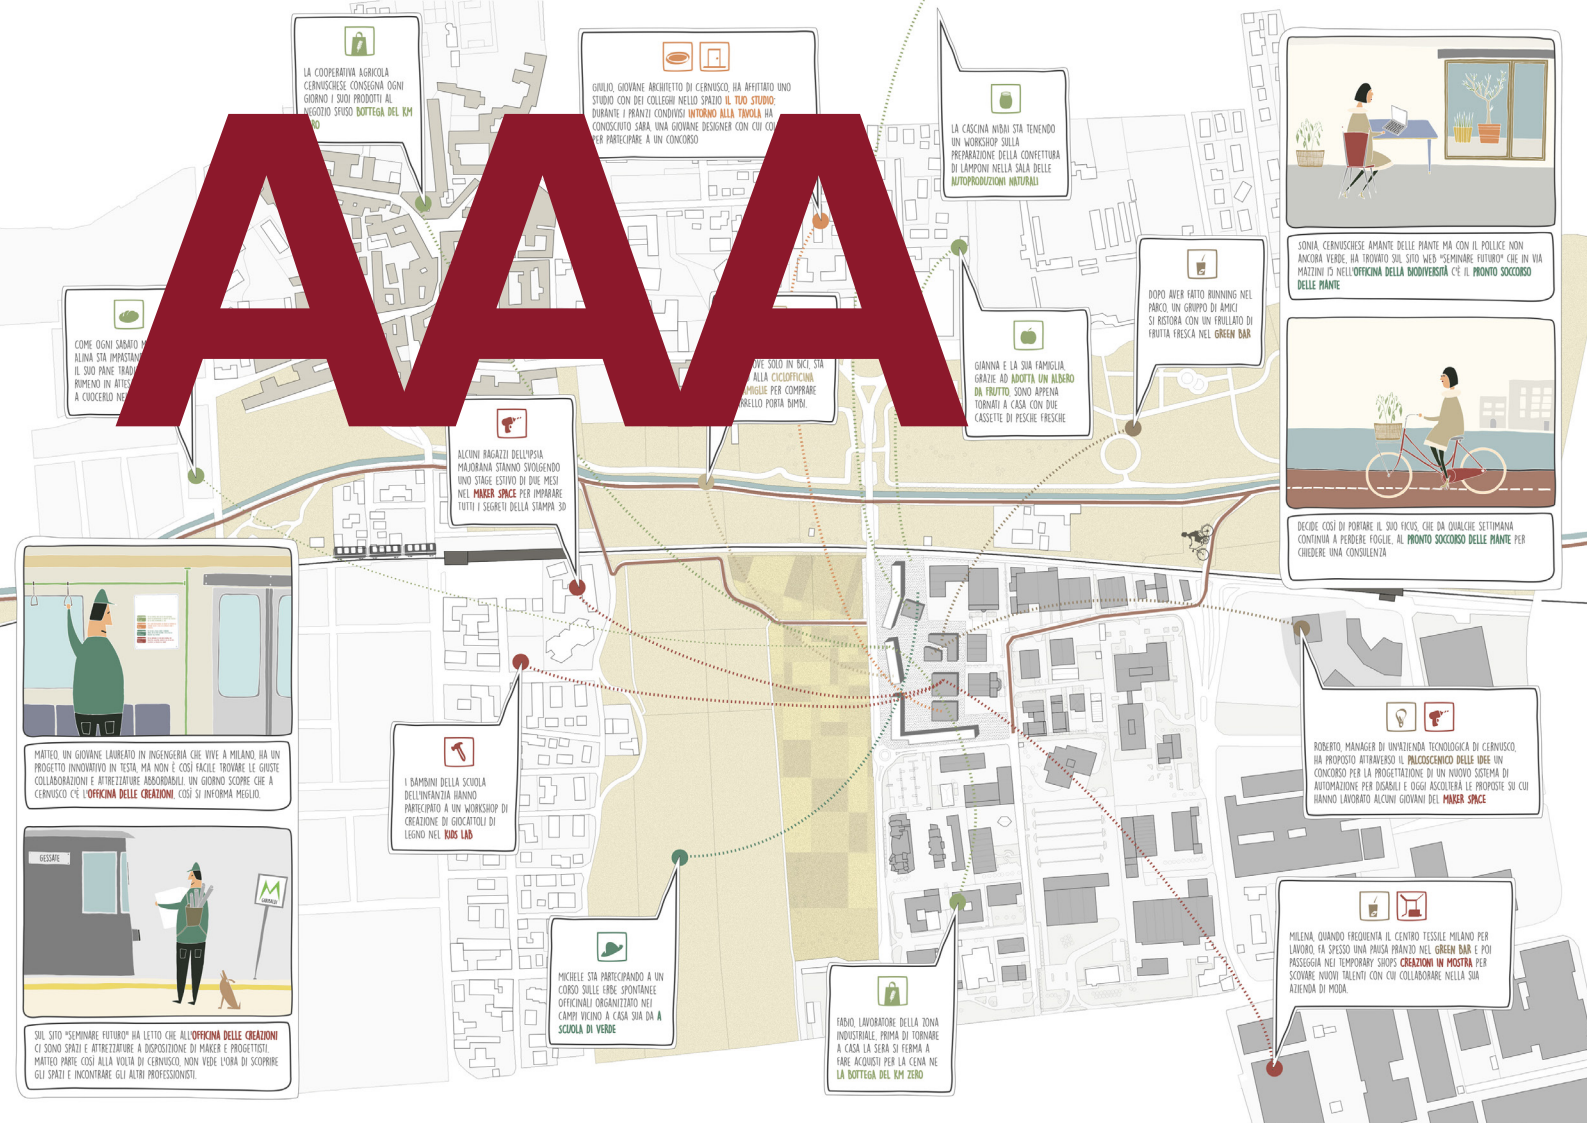 AAA
LA COOPERATIVA AGRICOLA
CERNUSCHESE CONSEGNA OGNI
GIORNO I SUOI PRODOTTI AL
NEGOZIO SFUSO BOTTEGA DEL KM
GIULIO, GIOVANE ARCHITETTO DI CERNUSCO, HA AFFITTATO UNO
STUDIO CON DEI COLLEGHI NELLO SPAZIO IL TUO STUDIO;
DURANTE I PRANZI CONDIVISI INTORNO ALLA TAVOLA HA
CONOSCIUTO SARA, UNA GIOVANE DESIGNER CON CUI
PER PARTECIPARE A UN CONCORSO
LA CASCINA NIBAI STA TENENDO
UN WORKSHOP SULLA
PREPARAZIONE DELLA CONFETTURA
DI LAMPONI NELLA SALA DELLE
AUTOPRODUZIONI NATURALI
SONIA, CERNUSCHESE AMANTE DELLE PIANTE MA CON IL POLLICE NON
ANCORA VERDE, HA TROVATO SUL SITO WEB "SEMINARE FUTURO" CHE IN VIA
MAZZINI 15 NELL'OFFICINA DELLA BIODIVERSITÀ C'È IL PRONTO SOCCORSO
DELLE PIANTE
DOPO AVER FATTO RUNNING NEL
PARCO, UN GRUPPO DI AMICI
SI RISTORA CON UN FRULLATO DI
FRUTTA FRESCA NEL GREEN BAR
COME OGNI SABATO
ALINA STA IMPASTAN
IL SUO PANE
RUMENO IN
A CUOCERLO
GIANNA E LA SUA FAMIGLIA,
GRAZIE AD ADOTTA UN ALBERO
DA FRUTTO, SONO APPENA
TORNATI A CASA CON DUE
CASSETTE DI PESCHE FRESCHE
SOLO IN BICI, STA
ALLA CICLOFFICINA
PER COMPRARE
PORTA BIMBI.
ALCUNI RAGAZZI DELL'IPSIA
MAJORANA STANNO SVOLGENDO
UNO STAGE ESTIVO DI DUE MESI
NEL MAKER SPACE PER IMPARARE
TUTTI I SEGRETI DELLA STAMPA 3D
DECIDE COSÌ DI PORTARE IL SUO FICUS, CHE DA QUALCHE SETTIMANA
CONTINUA A PERDERE FOGLIE, AL PRONTO SOCCORSO DELLE PIANTE PER
CHIEDERE UNA CONSULENZA
MATTEO, UN GIOVANE LAUREATO IN INGENGERIA CHE VIVE A MILANO, HA UN
PROGETTO INNOVATIVO IN TESTA, MA NON È COSÌ FACILE TROVARE LE GIUSTE
COLLABORAZIONI E ATTREZZATURE ABBORDABILI. UN GIORNO SCOPRE CHE A
CERNUSCO C'È L'OFFICINA DELLE CREAZIONI, COSÌ SI INFORMA MEGLIO.
I BAMBINI DELLA SCUOLA
DELL'INFANZIA HANNO
PARTECIPATO A UN WORKSHOP DI
CREAZIONE DI GIOCATTOLI DI
LEGNO NEL KIDS LAB
ROBERTO, MANAGER DI UN'AZIENDA TECNOLOGICA DI CERNUSCO,
HA PROPOSTO ATTRAVERSO IL PALCOSCENICO DELLE IDEE UN
CONCORSO PER LA PROGETTAZIONE DI UN NUOVO SISTEMA DI
AUTOMAZIONE PER DISABILI E OGGI ASCOLTERÀ LE PROPOSTE SU CUI
HANNO LAVORATO ALCUNI GIOVANI DEL MAKER SPACE
GESSATE
MILENA, QUANDO FREQUENTA IL CENTRO TESSILE MILANO PER
LAVORO, FA SPESSO UNA PAUSA PRANZO NEL GREEN BAR E POI
PASSEGGIA NEI TEMPORARY SHOPS CREAZIONI IN MOSTRA PER
SCOVARE NUOVI TALENTI CON CUI COLLABORARE NELLA SUA
AZIENDA DI MODA.
MICHELE STA PARTECIPANDO A UN
CORSO SULLE ERBE SPONTANEE
OFFICINALI ORGANIZZATO NEI
CAMPI VICINO A CASA SUA DA A
SCUOLA DI VERDE
FABIO, LAVORATORE DELLA ZONA
INDUSTRIALE, PRIMA DI TORNARE
A CASA LA SERA SI FERMA A
FARE ACQUISTI PER LA CENA NE
LA BOTTEGA DEL KM ZERO
SUL SITO "SEMINARE FUTURO" HA LETTO CHE ALL'OFFICINA DELLE CREAZIONI
CI SONO SPAZI E ATTREZZATURE A DISPOSIZIONE DI MAKER E PROGETTISTI.
MATTEO PARTE COSÌ ALLA VOLTA DI CERNUSCO, NON VEDE L'ORA DI SCOPRIRE
GLI SPAZI E INCONTRARE GLI ALTRI PROFESSIONISTI.